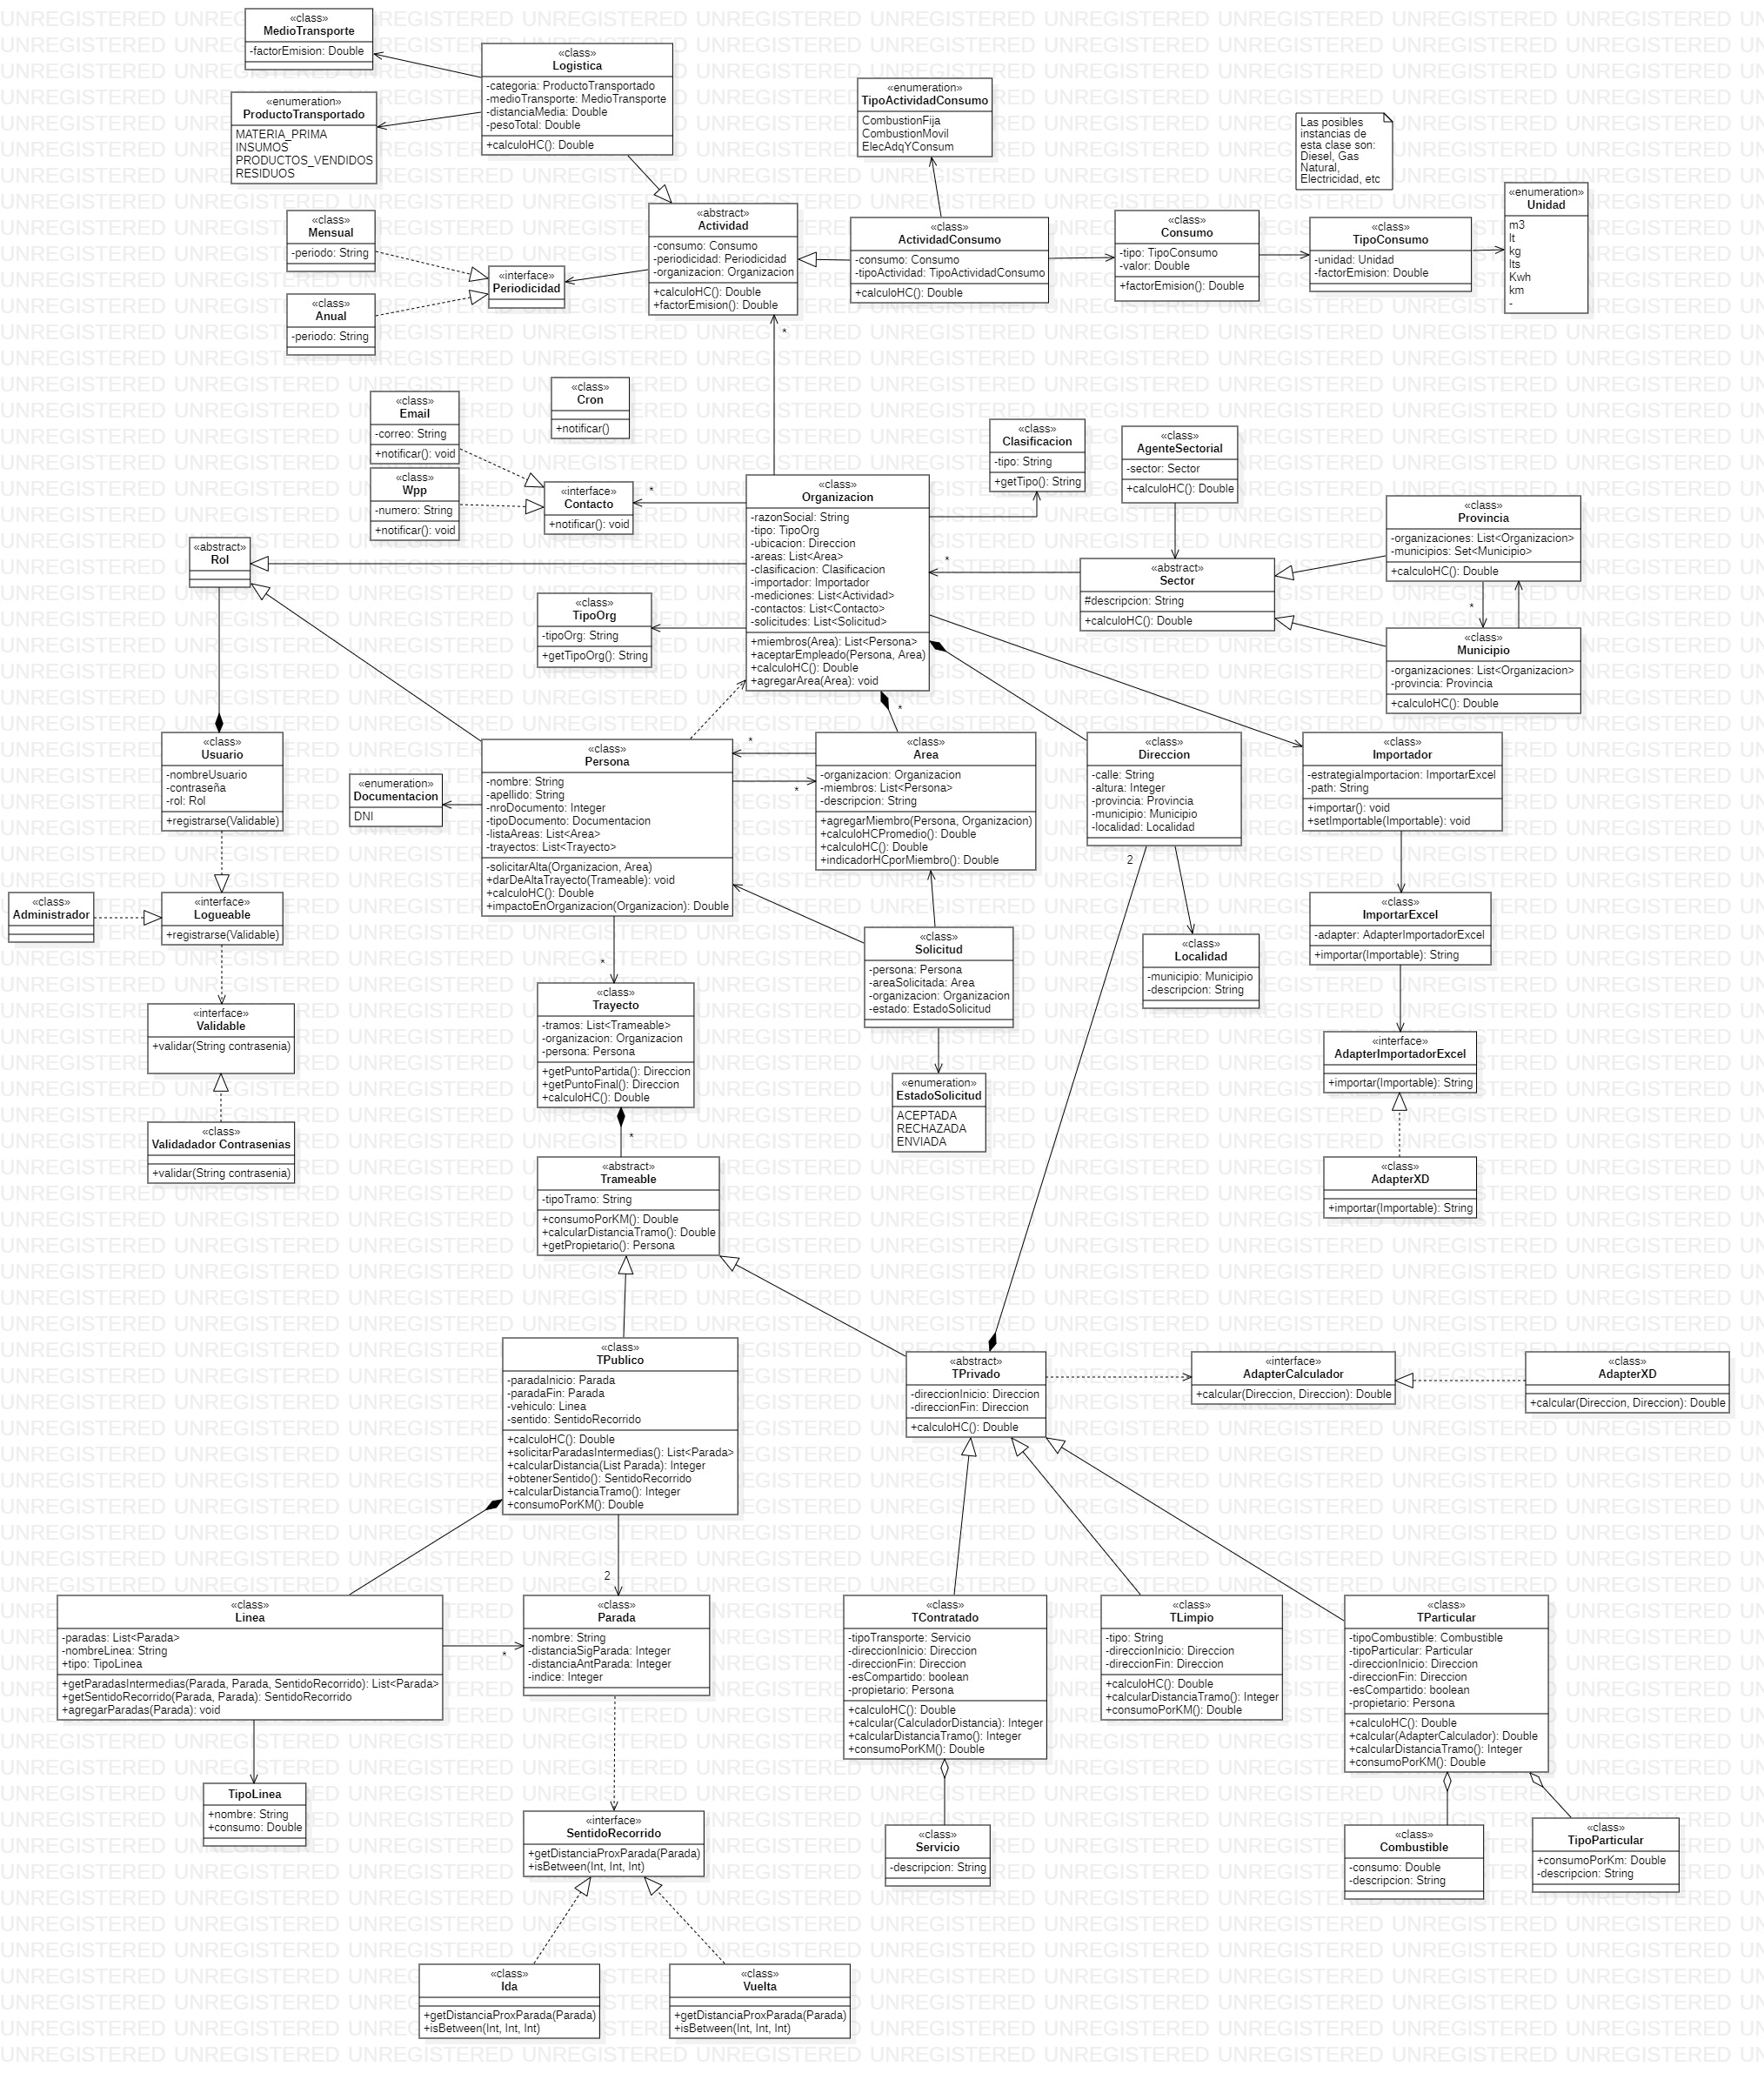 «class»
MedioTransporte
-factorEmision: Double
«class»
Logistica
-categoria: ProductoTransportado
-medioTransporte: MedioTransporte
-distanciaMedia: Double
-pesoTotal: Double
+calculoHC(): Double
«enumeration»
ProductoTransportado
MATERIA_PRIMA
INSUMOS
PRODUCTOS_VENDIDOS
RESIDUOS
«enumeration»
TipoActividadConsumo
CombustionFija
CombustionMovil
ElecAdqYConsum
Las posibles
instancias de
esta clase son:
Diesel, Gas
Natural,
Electricidad, etc
«enumeration»
Unidad
m3
lt
kg
lts
Kwh
km
-
«class»
Mensual
-periodo: String
«class»
Anual
-periodo: String
«interface»
Periodicidad
«abstract»
Actividad
-consumo: Consumo
-periodicidad: Periodicidad
-organizacion: Organizacion
+calculoHC(): Double
+factorEmision(): Double
«class»
ActividadConsumo
-consumo: Consumo
-tipoActividad: TipoActividadConsumo
+calculoHC(): Double
«class»
Consumo
-tipo: TipoConsumo
-valor: Double
+factorEmision(): Double
«class»
TipoConsumo
-unidad: Unidad
-factorEmision: Double
*
«class»
Cron
+notificar()
«class»
Email
-correo: String
+notificar(): void
«class»
Wpp
-numero: String
+notificar(): void
«interface»
Contacto
+notificar(): void
*
«class»
Organizacion
-razonSocial: String
-tipo: TipoOrg
-ubicacion: Direccion
-areas: List<Area>
-clasificacion: Clasificacion
-importador: Importador
-mediciones: List<Actividad>
-contactos: List<Contacto>
-solicitudes: List<Solicitud>
+miembros(Area): List<Persona>
+aceptarEmpleado(Persona, Area)
+calculoHC(): Double
+agregarArea(Area): void
«class»
Clasificacion
-tipo: String
+getTipo(): String
«class»
AgenteSectorial
-sector: Sector
+calculoHC(): Double
*
«abstract»
Sector
#descripcion: String
+calculoHC(): Double
«class»
Provincia
-organizaciones: List<Organizacion>
-municipios: Set<Municipio>
+calculoHC(): Double
*
«class»
Municipio
-organizaciones: List<Organizacion>
-provincia: Provincia
+calculoHC(): Double
«abstract»
Rol
«class»
TipoOrg
-tipoOrg: String
+getTipoOrg(): String
«class»
Usuario
-nombreUsuario
-contraseña
-rol: Rol
+registrarse(Validable)
«enumeration»
Documentacion
DNI
«class»
Persona
-nombre: String
-apellido: String
-nroDocumento: Integer
-tipoDocumento: Documentacion
-listaAreas: List<Area>
-trayectos: List<Trayecto>
-solicitarAlta(Organizacion, Area)
+darDeAltaTrayecto(Trameable): void
+calculoHC(): Double
+impactoEnOrganizacion(Organizacion): Double
*
*
*
«class»
Area
-organizacion: Organizacion
-miembros: List<Persona>
-descripcion: String
+agregarMiembro(Persona, Organizacion)
+calculoHCPromedio(): Double
+calculoHC(): Double
+indicadorHCporMiembro(): Double
«class»
Direccion
-calle: String
-altura: Integer
-provincia: Provincia
-municipio: Municipio
-localidad: Localidad
2
«class»
Importador
-estrategiaImportacion: ImportarExcel
-path: String
+importar(): void
+setImportable(Importable): void
«class»
Administrador
«interface»
Logueable
+registrarse(Validable)
«class»
ImportarExcel
-adapter: AdapterImportadorExcel
+importar(Importable): String
«class»
Solicitud
-persona: Persona
-areaSolicitada: Area
-organizacion: Organizacion
-estado: EstadoSolicitud
«class»
Localidad
-municipio: Municipio
-descripcion: String
*
«class»
Trayecto
-tramos: List<Trameable>
-organizacion: Organizacion
-persona: Persona
+getPuntoPartida(): Direccion
+getPuntoFinal(): Direccion
+calculoHC(): Double
*
«interface»
Validable
+validar(String contrasenia)
«class»
Validadador Contrasenias
+validar(String contrasenia)
«enumeration»
EstadoSolicitud
ACEPTADA
RECHAZADA
ENVIADA
«interface»
AdapterImportadorExcel
+importar(Importable): String
«class»
AdapterXD
+importar(Importable): String
«abstract»
Trameable
-tipoTramo: String
+consumoPorKM(): Double
+calcularDistanciaTramo(): Double
+getPropietario(): Persona
«class»
TPublico
-paradaInicio: Parada
-paradaFin: Parada
-vehiculo: Linea
-sentido: SentidoRecorrido
+calculoHC(): Double
+solicitarParadasIntermedias(): List<Parada>
+calcularDistancia(List Parada): Integer
+obtenerSentido(): SentidoRecorrido
+calcularDistanciaTramo(): Integer
+consumoPorKM(): Double
«abstract»
TPrivado
-direccionInicio: Direccion
-direccionFin: Direccion
+calculoHC(): Double
«interface»
AdapterCalculador
+calcular(Direccion, Direccion): Double
«class»
AdapterXD
+calcular(Direccion, Direccion): Double
2
«class»
Linea
-paradas: List<Parada>
-nombreLinea: String
+tipo: TipoLinea
+getParadasIntermedias(Parada, Parada, SentidoRecorrido): List<Parada>
+getSentidoRecorrido(Parada, Parada): SentidoRecorrido
+agregarParadas(Parada): void
*
«class»
Parada
-nombre: String
-distanciaSigParada: Integer
-distanciaAntParada: Integer
-indice: Integer
«class»
TContratado
-tipoTransporte: Servicio
-direccionInicio: Direccion
-direccionFin: Direccion
-esCompartido: boolean
-propietario: Persona
+calculoHC(): Double
+calcular(CalculadorDistancia): Integer
+calcularDistanciaTramo(): Integer
+consumoPorKM(): Double
«class»
TLimpio
-tipo: String
-direccionInicio: Direccion
-direccionFin: Direccion
+calculoHC(): Double
+calcularDistanciaTramo(): Integer
+consumoPorKM(): Double
«class»
TParticular
-tipoCombustible: Combustible
-tipoParticular: Particular
-direccionInicio: Direccion
-direccionFin: Direccion
-esCompartido: boolean
-propietario: Persona
+calculoHC(): Double
+calcular(AdapterCalculador): Double
+calcularDistanciaTramo(): Integer
+consumoPorKM(): Double
TipoLinea
+nombre: String
+consumo: Double
«interface»
SentidoRecorrido
+getDistanciaProxParada(Parada)
+isBetween(Int, Int, Int)
«class»
Servicio
-descripcion: String
«class»
Combustible
-consumo: Double
-descripcion: String
«class»
TipoParticular
+consumoPorKm: Double
-descripcion: String
«class»
Ida
+getDistanciaProxParada(Parada)
+isBetween(Int, Int, Int)
«class»
Vuelta
+getDistanciaProxParada(Parada)
+isBetween(Int, Int, Int)
UNREGISTERED